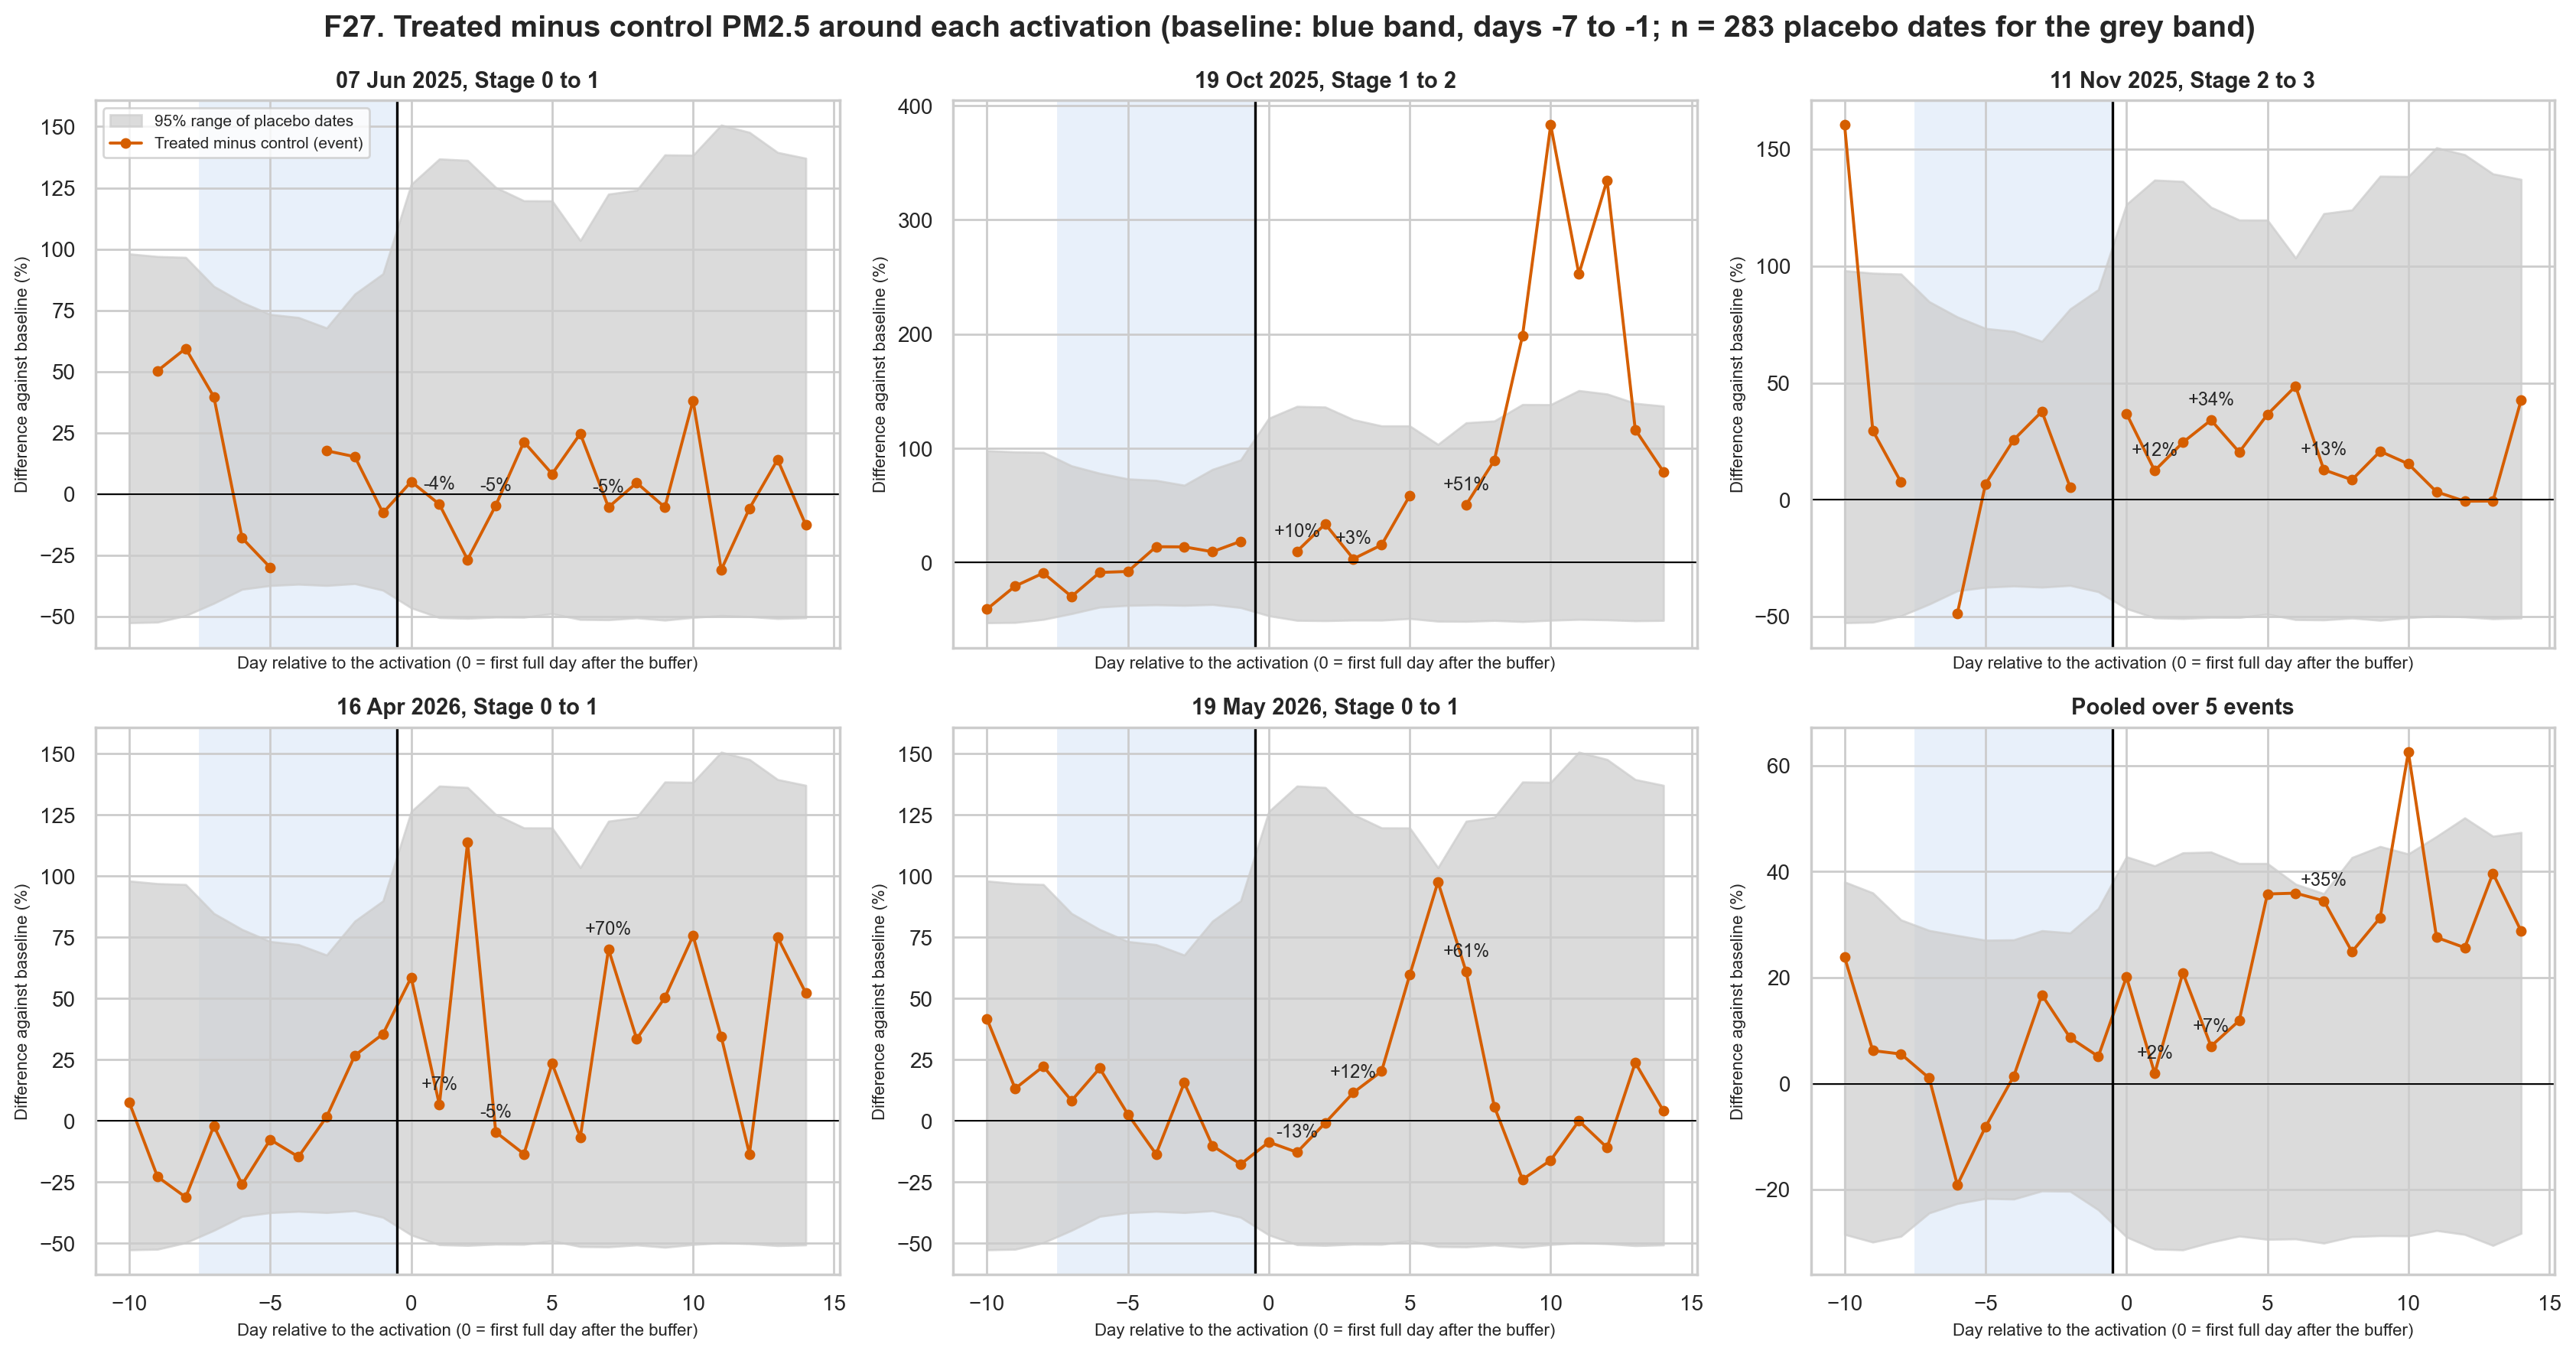 F27. Treated minus control PM2.5 around each activation (baseline: blue band, days -7 to -1; n = 283 placebo dates for the grey band)
07 Jun 2025, Stage 0 to 1
95% range of placebo dates
Treated minus control (event)
Difference against baseline (%)
150
125
100
75
50
25
0
−25
−50
-4%
-5%
-5%
Day relative to the activation (0 = first full day after the buffer)
19 Oct 2025, Stage 1 to 2
Difference against baseline (%)
400
300
200
100
0
+10%
+3%
+51%
Day relative to the activation (0 = first full day after the buffer)
11 Nov 2025, Stage 2 to 3
Difference against baseline (%)
150
100
50
0
−50
+12%
+34%
+13%
Day relative to the activation (0 = first full day after the buffer)
16 Apr 2026, Stage 0 to 1
Difference against baseline (%)
150
125
100
75
50
25
0
−25
−50
+7%
-5%
+70%
−10 −5 0 5 10 15
Day relative to the activation (0 = first full day after the buffer)
19 May 2026, Stage 0 to 1
Difference against baseline (%)
150
125
100
75
50
25
0
−25
−50
-13%
+12%
+61%
−10 −5 0 5 10 15
Day relative to the activation (0 = first full day after the buffer)
Pooled over 5 events
Difference against baseline (%)
60
40
20
0
−20
+2%
+7%
+35%
−10 −5 0 5 10 15
Day relative to the activation (0 = first full day after the buffer)